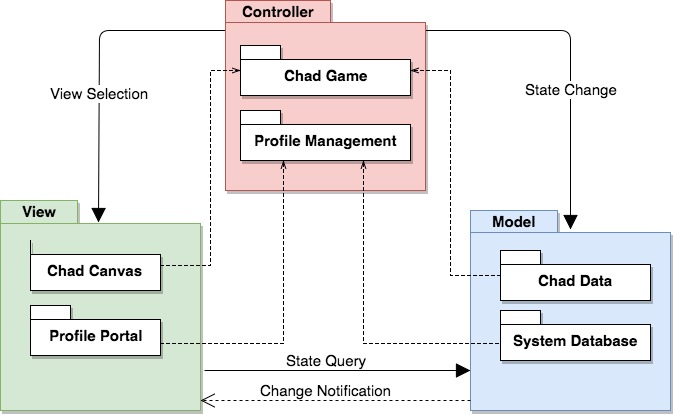 Controller
Chad Game
View Selection
State Change
Profile Management
View
Model
Chad Canvas
Chad Data
Profile Portal
System Database
State Query
Change Notification